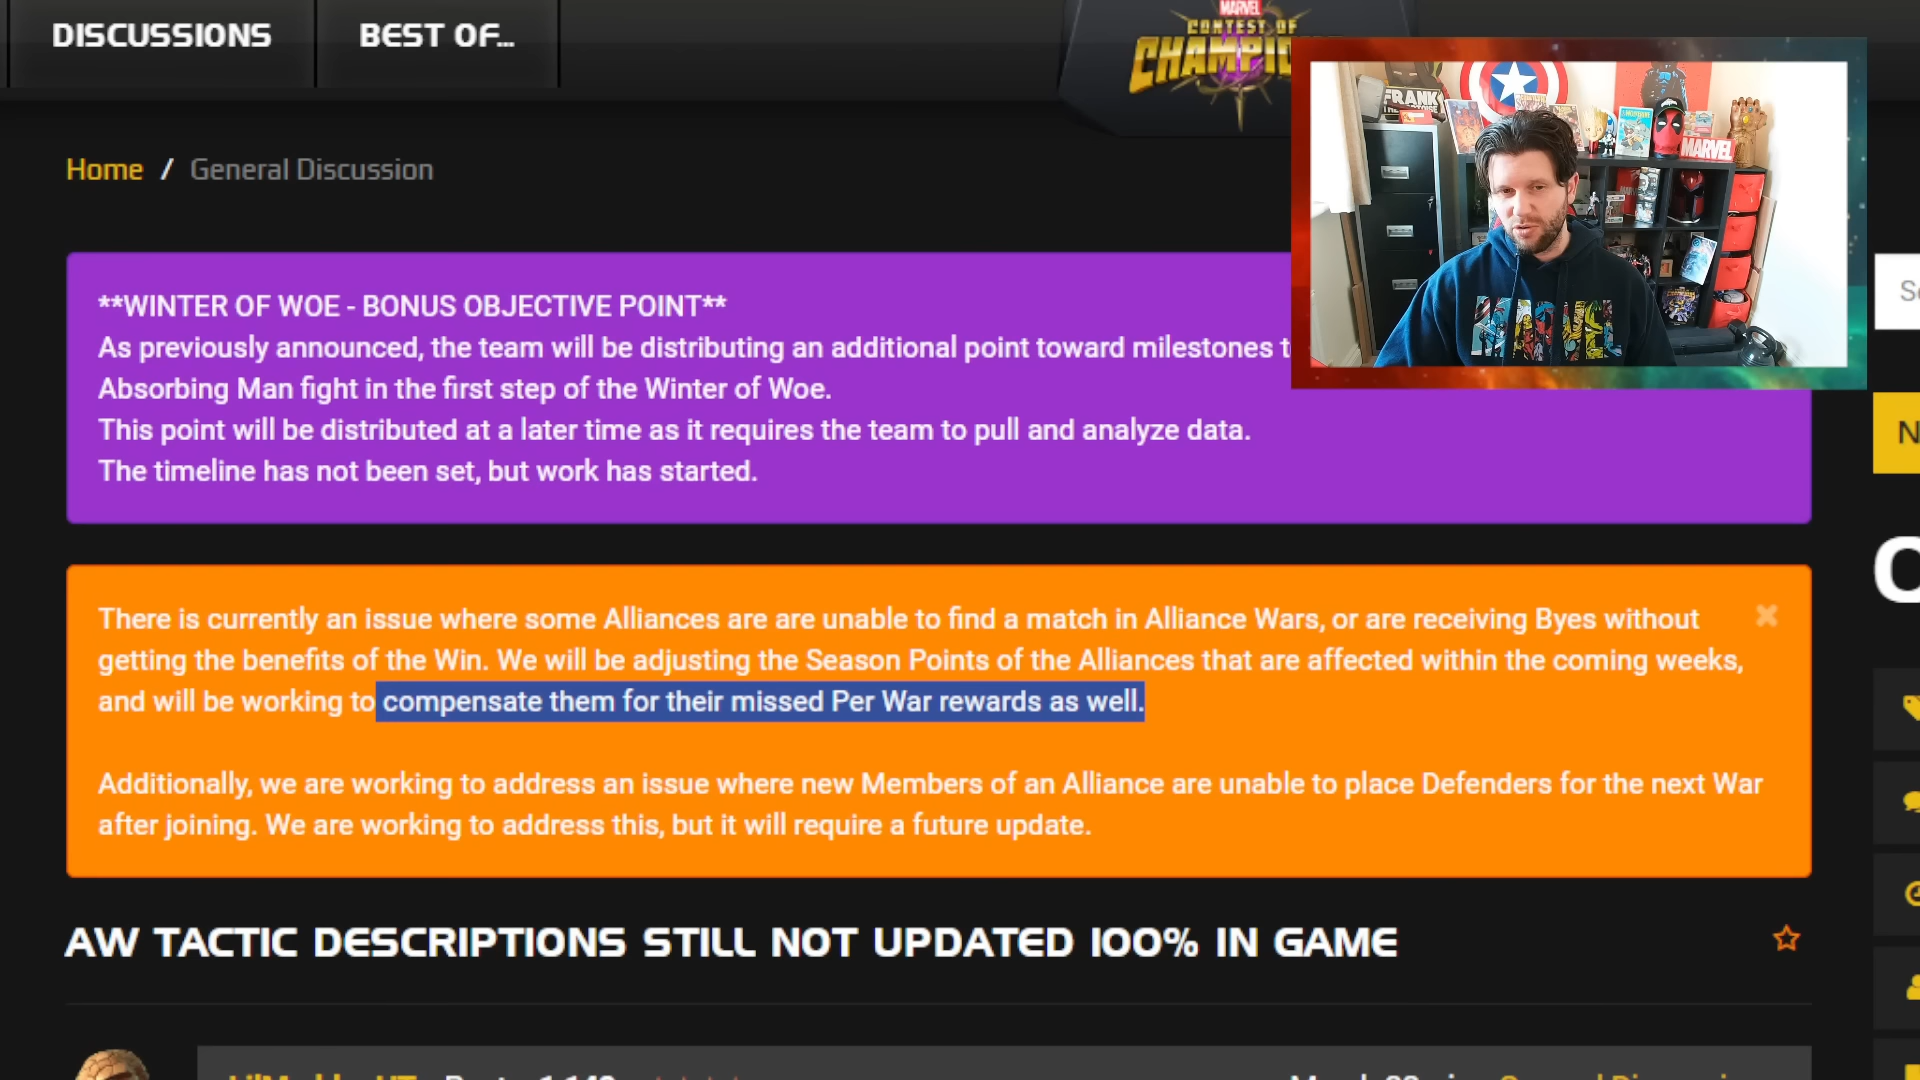 DISCUSSIONS
BEST OF...
MARVEL
CONTEST OF
FRANK
MARVEL
Home / General Discussion
**WINTER OF WOE - BONUS OBJECTIVE POINT**
As previously announced, the team will be distributing an additional point toward milestones
Absorbing Man fight in the first step of the Winter of Woe.
This point will be distributed at a later time as it requires the team to pull and analyze data.
The timeline has not been set, but work has started.
There is currently an issue where some Alliances are are unable to find a match in Alliance Wars, or are receiving Byes without
getting the benefits of the Win. We will be adjusting the Season Points of the Alliances that are affected within the coming weeks,
and will be working to compensate them for their missed Per War rewards as well.
Additionally, we are working to address an issue where new Members of an Alliance are unable to place Defenders for the next War
after joining. We are working to address this, but it will require a future update.
AW TACTIC DESCRIPTIONS STILL NOT UPDATED 100% IN GAME